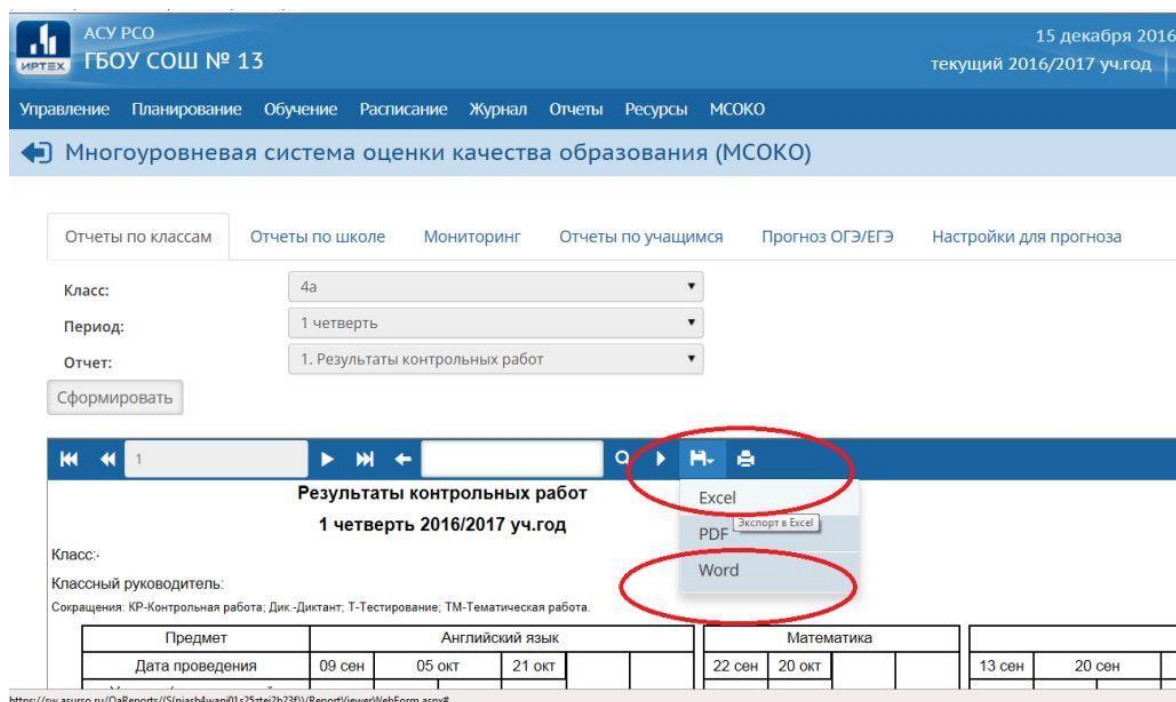 АСУ РСО
15 декабря 2016
ИРТЕХ
ГБОУ СОШ № 13
текущий 2016/2017 уч.год
Управление Планирование Обучение Расписание Журнал Отчеты Ресурсы МСОКО
Многоуровневая система оценки качества образования (МСОКО)
Отчеты по классам Отчеты по школе Мониторинг Отчеты по учащимся Прогноз ОГЭ/ЕГЭ Настройки для прогноза
Класс: 4а
Период: 1 четверть
Отчет: 1. Результаты контрольных работ
Сформировать
1
Результаты контрольных работ
Excel
1 четверть 2016/2017 уч.год
Экспорт в Excel
PDF
Класс:
Word
Классный руководитель:
Сокращения: КР-Контрольная работа; Дик.-Диктант; Т-Тестирование; ТМ-Тематическая работа.
Предмет Английский язык Математика
Дата проведения 09 сен 05 окт 21 окт 22 сен 20 окт 13 сен 20 сен